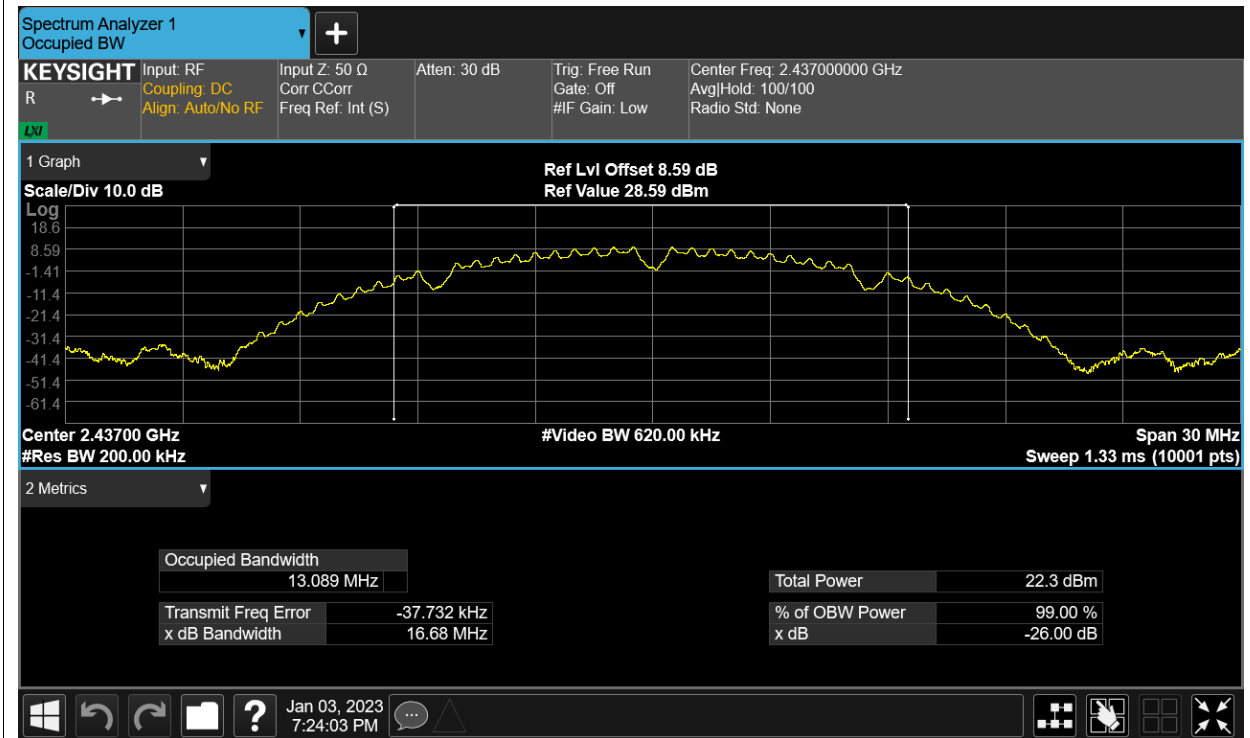 Spectrum Analyzer 1
Occupied BW
KEYSIGHT
R
LXI
Input: RF
Coupling: DC
Align: Auto/No RF
Input Z: 50 Ω
Corr CCorr
Freq Ref: Int (S)
Atten: 30 dB
Trig: Free Run
Gate: Off
#IF Gain: Low
Center Freq: 2.437000000 GHz
Avg|Hold: 100/100
Radio Std: None
1 Graph
Scale/Div 10.0 dB
Ref Lvl Offset 8.59 dB
Ref Value 28.59 dBm
Log
18.6
8.59
-1.41
-11.4
-21.4
-31.4
-41.4
-51.4
-61.4
Center 2.43700 GHz
#Res BW 200.00 kHz
#Video BW 620.00 kHz
Span 30 MHz
Sweep 1.33 ms (10001 pts)
2 Metrics
Occupied Bandwidth
13.089 MHz
Transmit Freq Error -37.732 kHz
x dB Bandwidth 16.68 MHz
Total Power 22.3 dBm
% of OBW Power 99.00 %
x dB -26.00 dB
?
Jan 03, 2023
7:24:03 PM